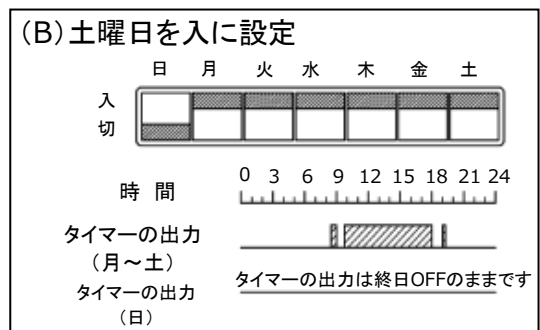 (B)土曜日を入に設定
日 月 火 水 木 金 土
入
切
時 間 0 3 6 9 12 15 18 21 24
タイマーの出力
(月~土)
タイマーの出力は終日OFFのままです
タイマーの出力
(日)